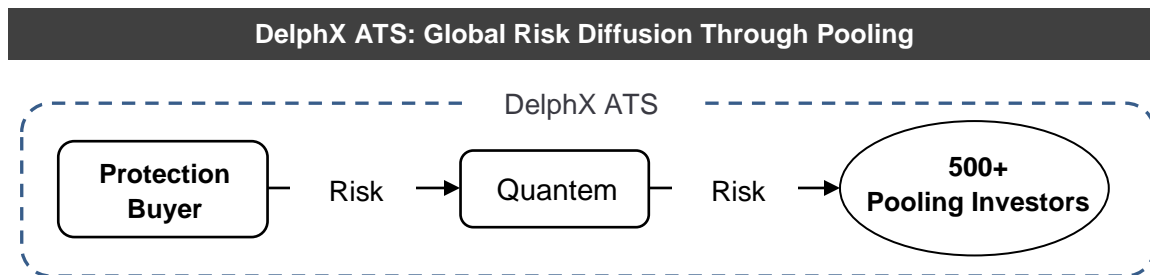 DelphX ATS: Global Risk Diffusion Through Pooling
DelphX ATS
Protection
Buyer
Risk
Quantem
Risk
500+
Pooling Investors